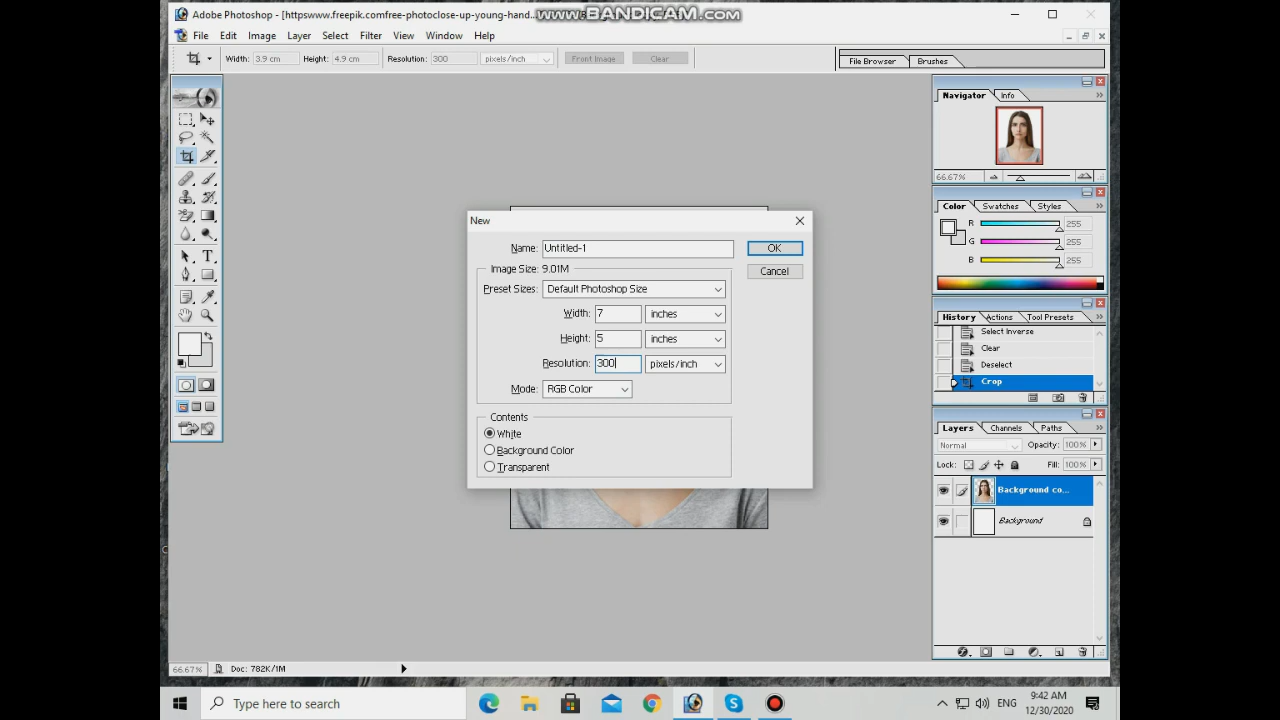 Adobe Photoshop - [httpswww.freepik.comfree-photoclose-up-young-hand...
www.BANDICAM.com
File Edit Image Layer Select Filter View Window Help
Width: 3.9 cm Height: 4.9 cm Resolution: 300 pixels/inch Front Image Clear
File Browser Brushes
Navigator Info
66.67%
Color Swatches Styles
R 255
G 255
B 255
History Actions Tool Presets
Select Inverse
Clear
Deselect
Crop
Layers Channels Paths
Normal Opacity: 100%
Lock: Fill: 100%
Background co...
Background
New
Name: Untitled-1 OK
Image Size: 9.01M Cancel
Preset Sizes: Default Photoshop Size
Width: 7 inches
Height: 5 inches
Resolution: 300 pixels/inch
Mode: RGB Color
Contents
White
Background Color
Transparent
66.67% Doc: 782K/1M
Type here to search
ENG
9:42 AM
12/30/2020